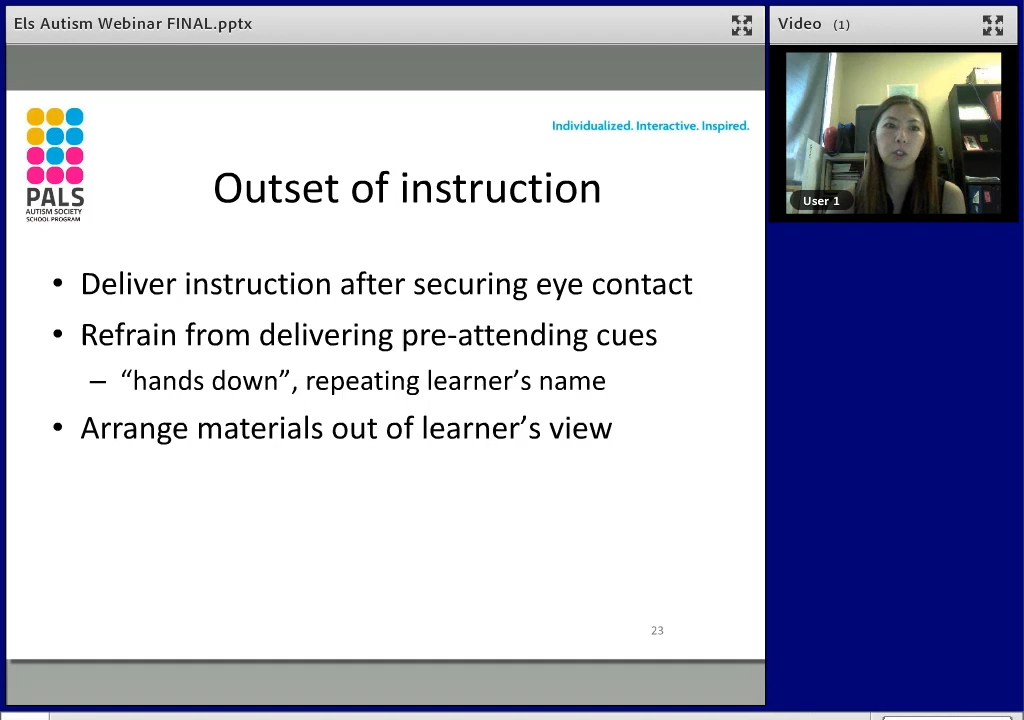 Els Autism Webinar FINAL.pptx
Video (1)
PALS
AUTISM SOCIETY
SCHOOL PROGRAM
Individualized. Interactive. Inspired.
Outset of instruction
• Deliver instruction after securing eye contact
• Refrain from delivering pre-attending cues
– “hands down”, repeating learner’s name
• Arrange materials out of learner’s view
23
User 1